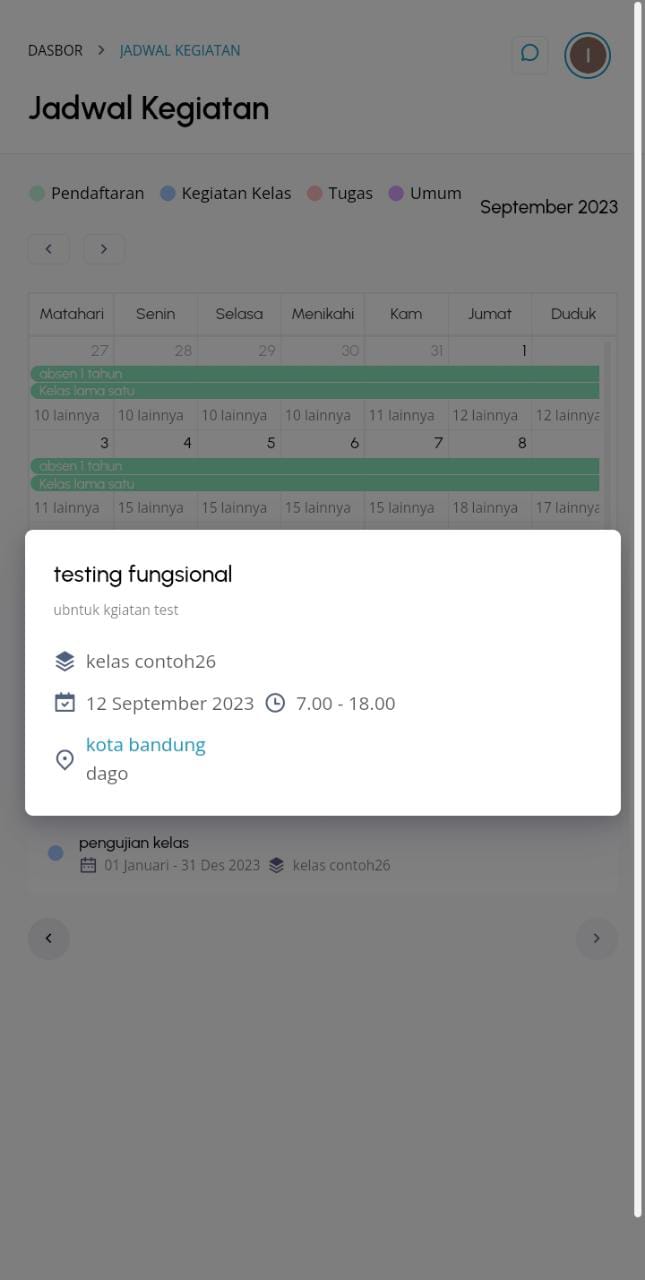 DASBOR > JADWAL KEGIATAN
I
Jadwal Kegiatan
Pendaftaran Kegiatan Kelas Tugas Umum
September 2023
Matahari Senin Selasa Menikahi Kam Jumat Duduk
27 28 29 30 31 1
absen 1 tahun
Kelas lama satu
10 lainnya 10 lainnya 10 lainnya 10 lainnya 11 lainnya 12 lainnya 12 lainnya
3 4 5 6 7 8
absen 1 tahun
Kelas lama satu
11 lainnya 15 lainnya 15 lainnya 15 lainnya 15 lainnya 18 lainnya 17 lainnya
testing fungsional
ubntuk kgiatan test
kelas contoh26
12 September 2023 7.00 - 18.00
kota bandung
dago
pengujian kelas
01 Januari - 31 Des 2023 kelas contoh26